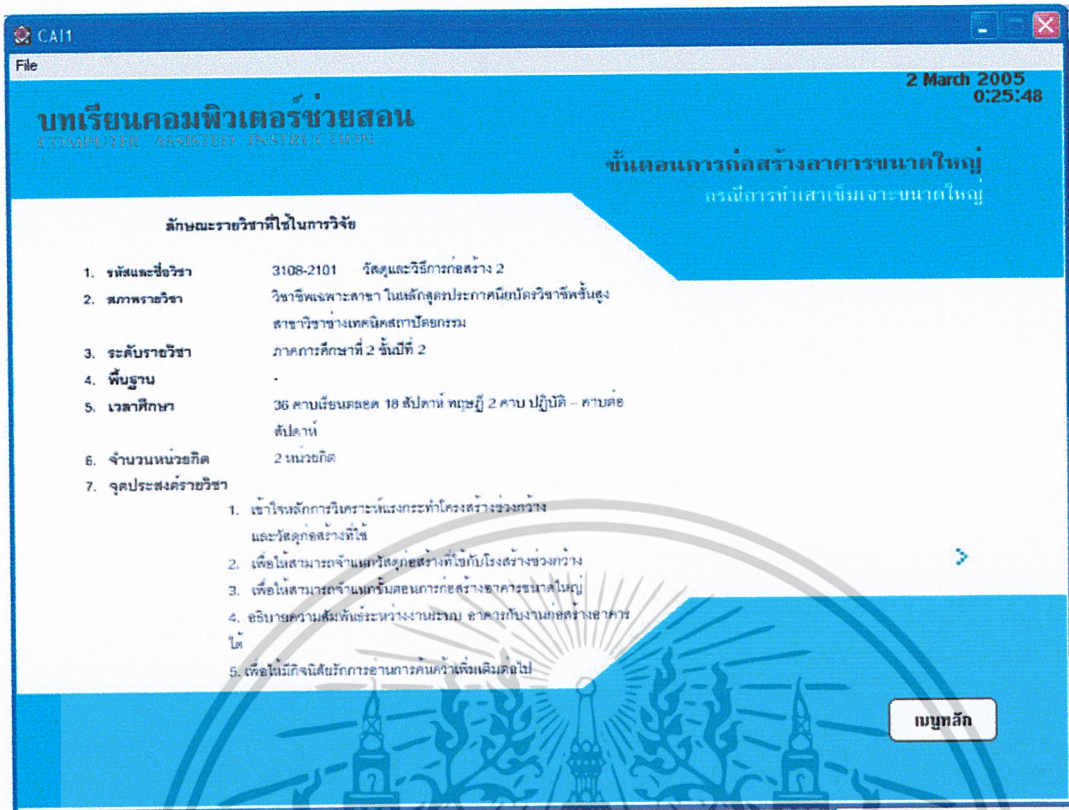 CAI1
File
2 March 2005
0:25:48
บทเรียนคอมพิวเตอร์ช่วยสอน
COMPUTER ASSISTED INSTRUCTION
ขั้นตอนการก่อสร้างอาคารขนาดใหญ่
กรณีการทำเสาเข็มเจาะขนาดใหญ่
ลักษณะรายวิชาที่ใช้ในการวิจัย
1. รหัสและชื่อวิชา 3108-2101 วัสดุและวิธีการก่อสร้าง 2
2. สภาพรายวิชา วิชาชีพเฉพาะสาขา ในหลักสูตรประกาศนียบัตรวิชาชีพชั้นสูง
สาขาวิชาช่างเทคนิคสถาปัตยกรรม
3. ระดับรายวิชา ภาคการศึกษาที่ 2 ชั้นปีที่ 2
4. พื้นฐาน -
5. เวลาศึกษา 36 คาบเรียนตลอด 18 สัปดาห์ ทฤษฎี 2 คาบ ปฏิบัติ – คาบต่อ
สัปดาห์
6. จำนวนหน่วยกิต 2 หน่วยกิต
7. จุดประสงค์รายวิชา
1. เข้าใจหลักการวิเคราะห์แรงกระทำโครงสร้างช่วงกว้าง
และวัสดุก่อสร้างที่ใช้
2. เพื่อให้สามารถจำแนกวัสดุก่อสร้างที่ใช้กับโรงสร้างช่วงกว้าง
3. เพื่อให้สามารถจำแนกขั้นตอนการก่อสร้างอาคารขนาดใหญ่
4. อธิบายความสัมพันธ์ระหว่างงานระบบ อาคารกับงานก่อสร้างอาคาร
ได้
5. เพื่อให้มีกิจนิสัยรักการอ่านการค้นคว้าเพิ่มเติมต่อไป
เมนูหลัก